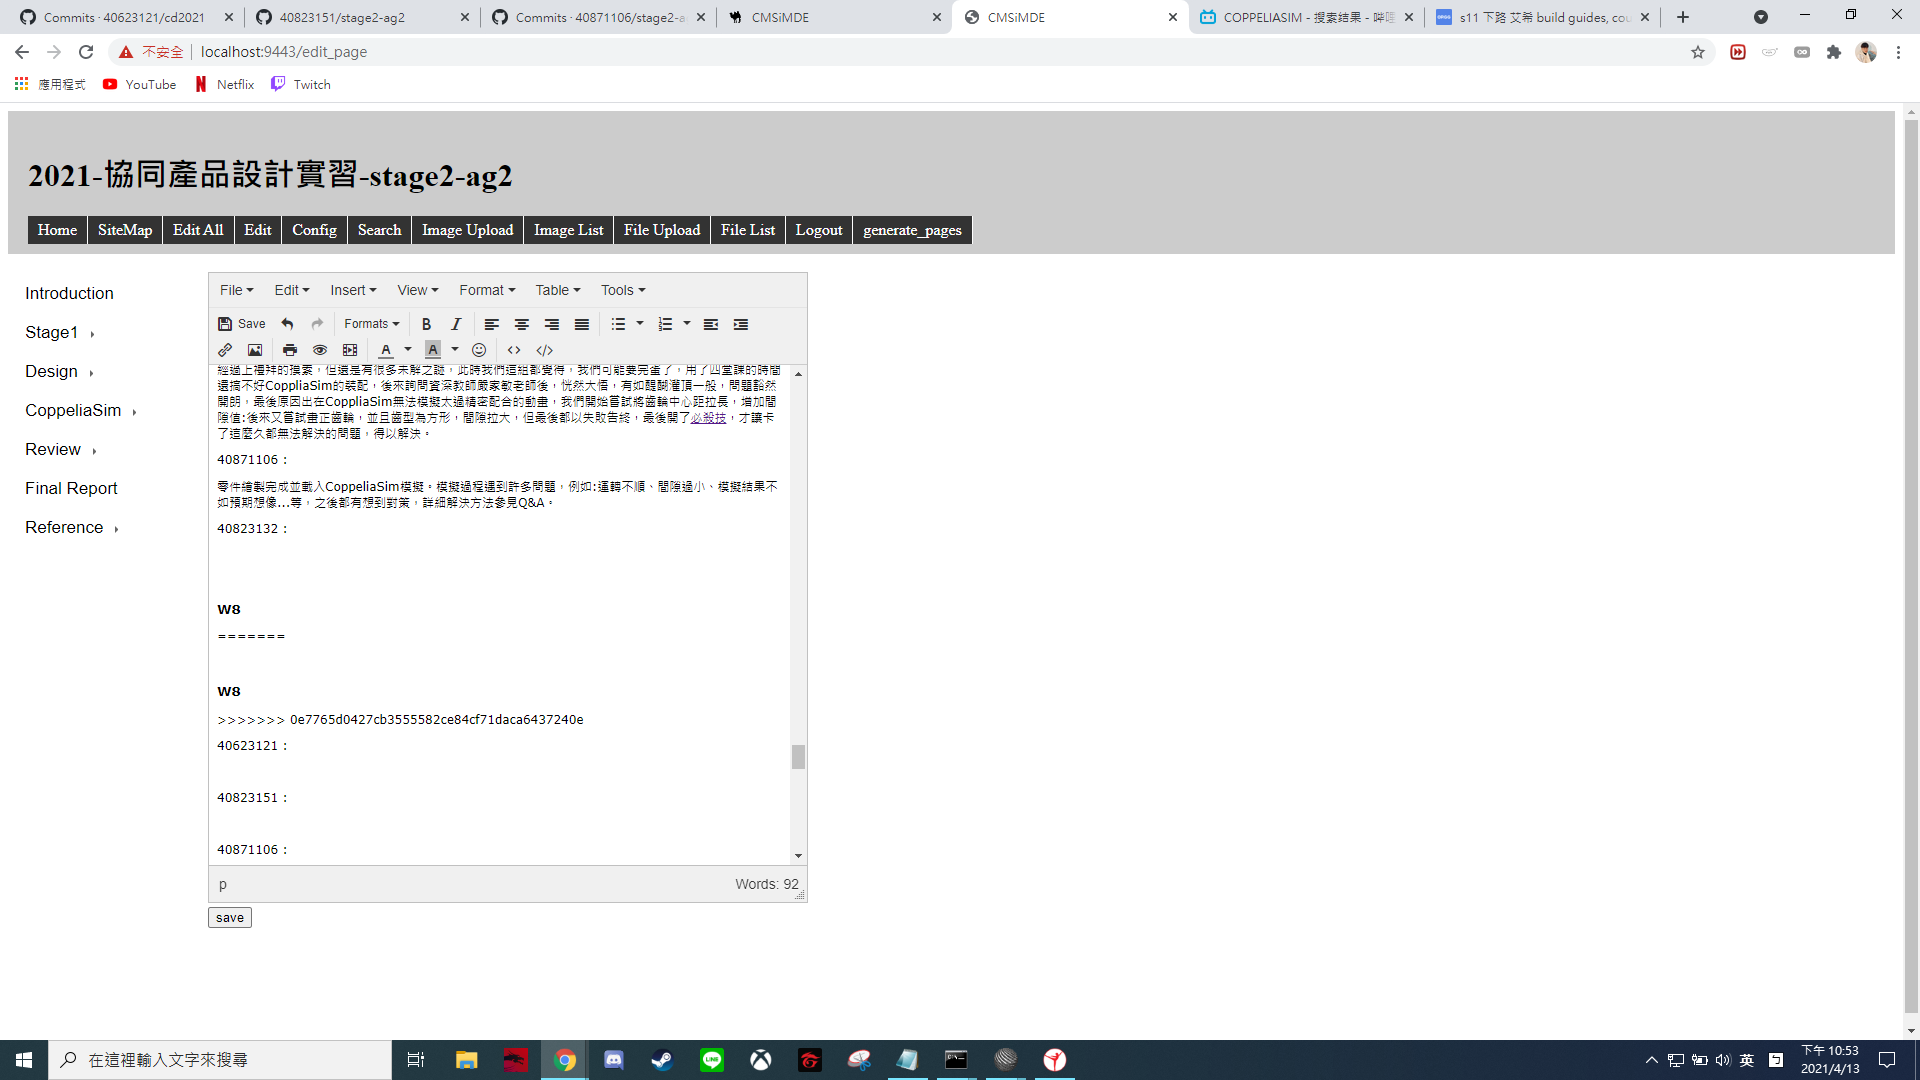 Commits · 40623121/cd2021
40823151/stage2-ag2
Commits · 40871106/stage2-a
CMSiMDE
CMSiMDE
COPPELIASIM - 搜索结果 - 哔哩
s11 下路 艾希 build guides, cou
不安全
localhost:9443/edit_page
應用程式
YouTube
Netflix
Twitch
2021-協同產品設計實習-stage2-ag2
Home
SiteMap
Edit All
Edit
Config
Search
Image Upload
Image List
File Upload
File List
Logout
generate_pages
Introduction
Stage1
Design
CoppeliaSim
Review
Final Report
Reference
File
Edit
Insert
View
Format
Table
Tools
Save
Formats
經過上禮拜的摸索，但還是有很多未解之謎，此時我們這組都覺得，我們可能要完蛋了，用了四堂課的時間
還搞不好CoppliaSim的裝配，後來詢問資深教師嚴家敏老師後，恍然大悟，有如醍醐灌頂一般，問題豁然
開朗，最後原因出在CoppliaSim無法模擬太過精密配合的動畫，我們開始嘗試將齒輪中心距拉長，增加間
隙值:後來又嘗試畫正齒輪，並且齒型為方形，間隙拉大，但最後都以失敗告終，最後開了必殺技，才讓卡
了這麼久都無法解決的問題，得以解決。
40871106：
零件繪製完成並載入CoppeliaSim模擬。模擬過程遇到許多問題，例如:運轉不順、間隙過小、模擬結果不
如預期想像...等，之後都有想到對策，詳細解決方法參見Q&A。
40823132：
W8
=======
W8
>>>>>>> 0e7765d0427cb3555582ce84cf71daca6437240e
40623121：
40823151：
40871106：
p
Words: 92
save
在這裡輸入文字來搜尋
英
下午 10:53
2021/4/13